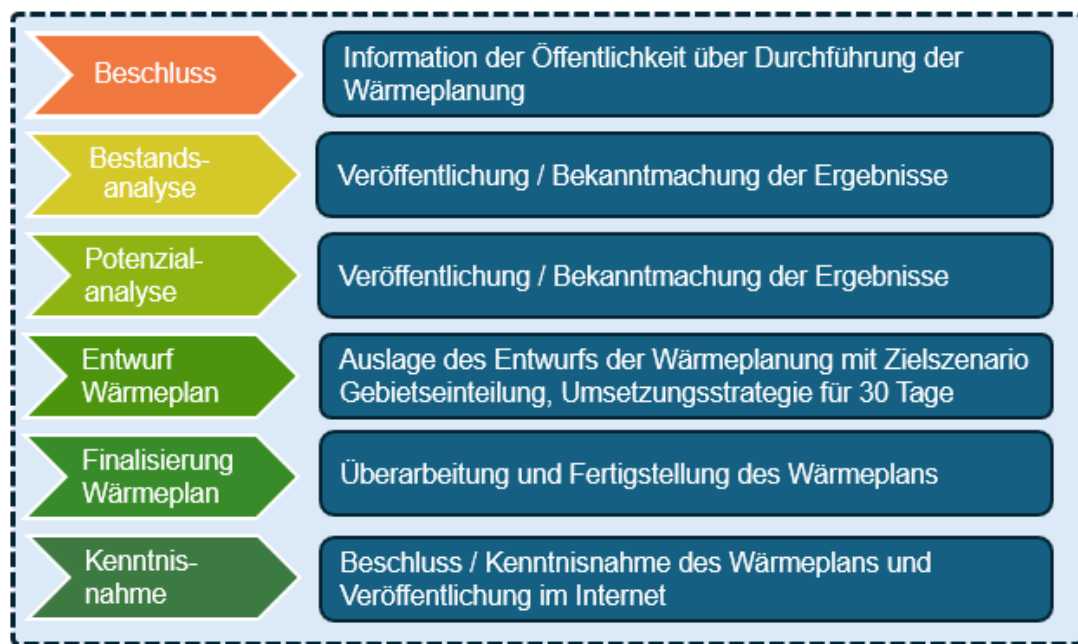 Beschluss
Information der Öffentlichkeit über Durchführung der
Wärmeplanung
Bestands-
analyse
Veröffentlichung / Bekanntmachung der Ergebnisse
Potenzial-
analyse
Veröffentlichung / Bekanntmachung der Ergebnisse
Entwurf
Wärmeplan
Auslage des Entwurfs der Wärmeplanung mit Zielszenario
Gebietseinteilung, Umsetzungsstrategie für 30 Tage
Finalisierung
Wärmeplan
Überarbeitung und Fertigstellung des Wärmeplans
Kenntnis-
nahme
Beschluss / Kenntnisnahme des Wärmeplans und
Veröffentlichung im Internet